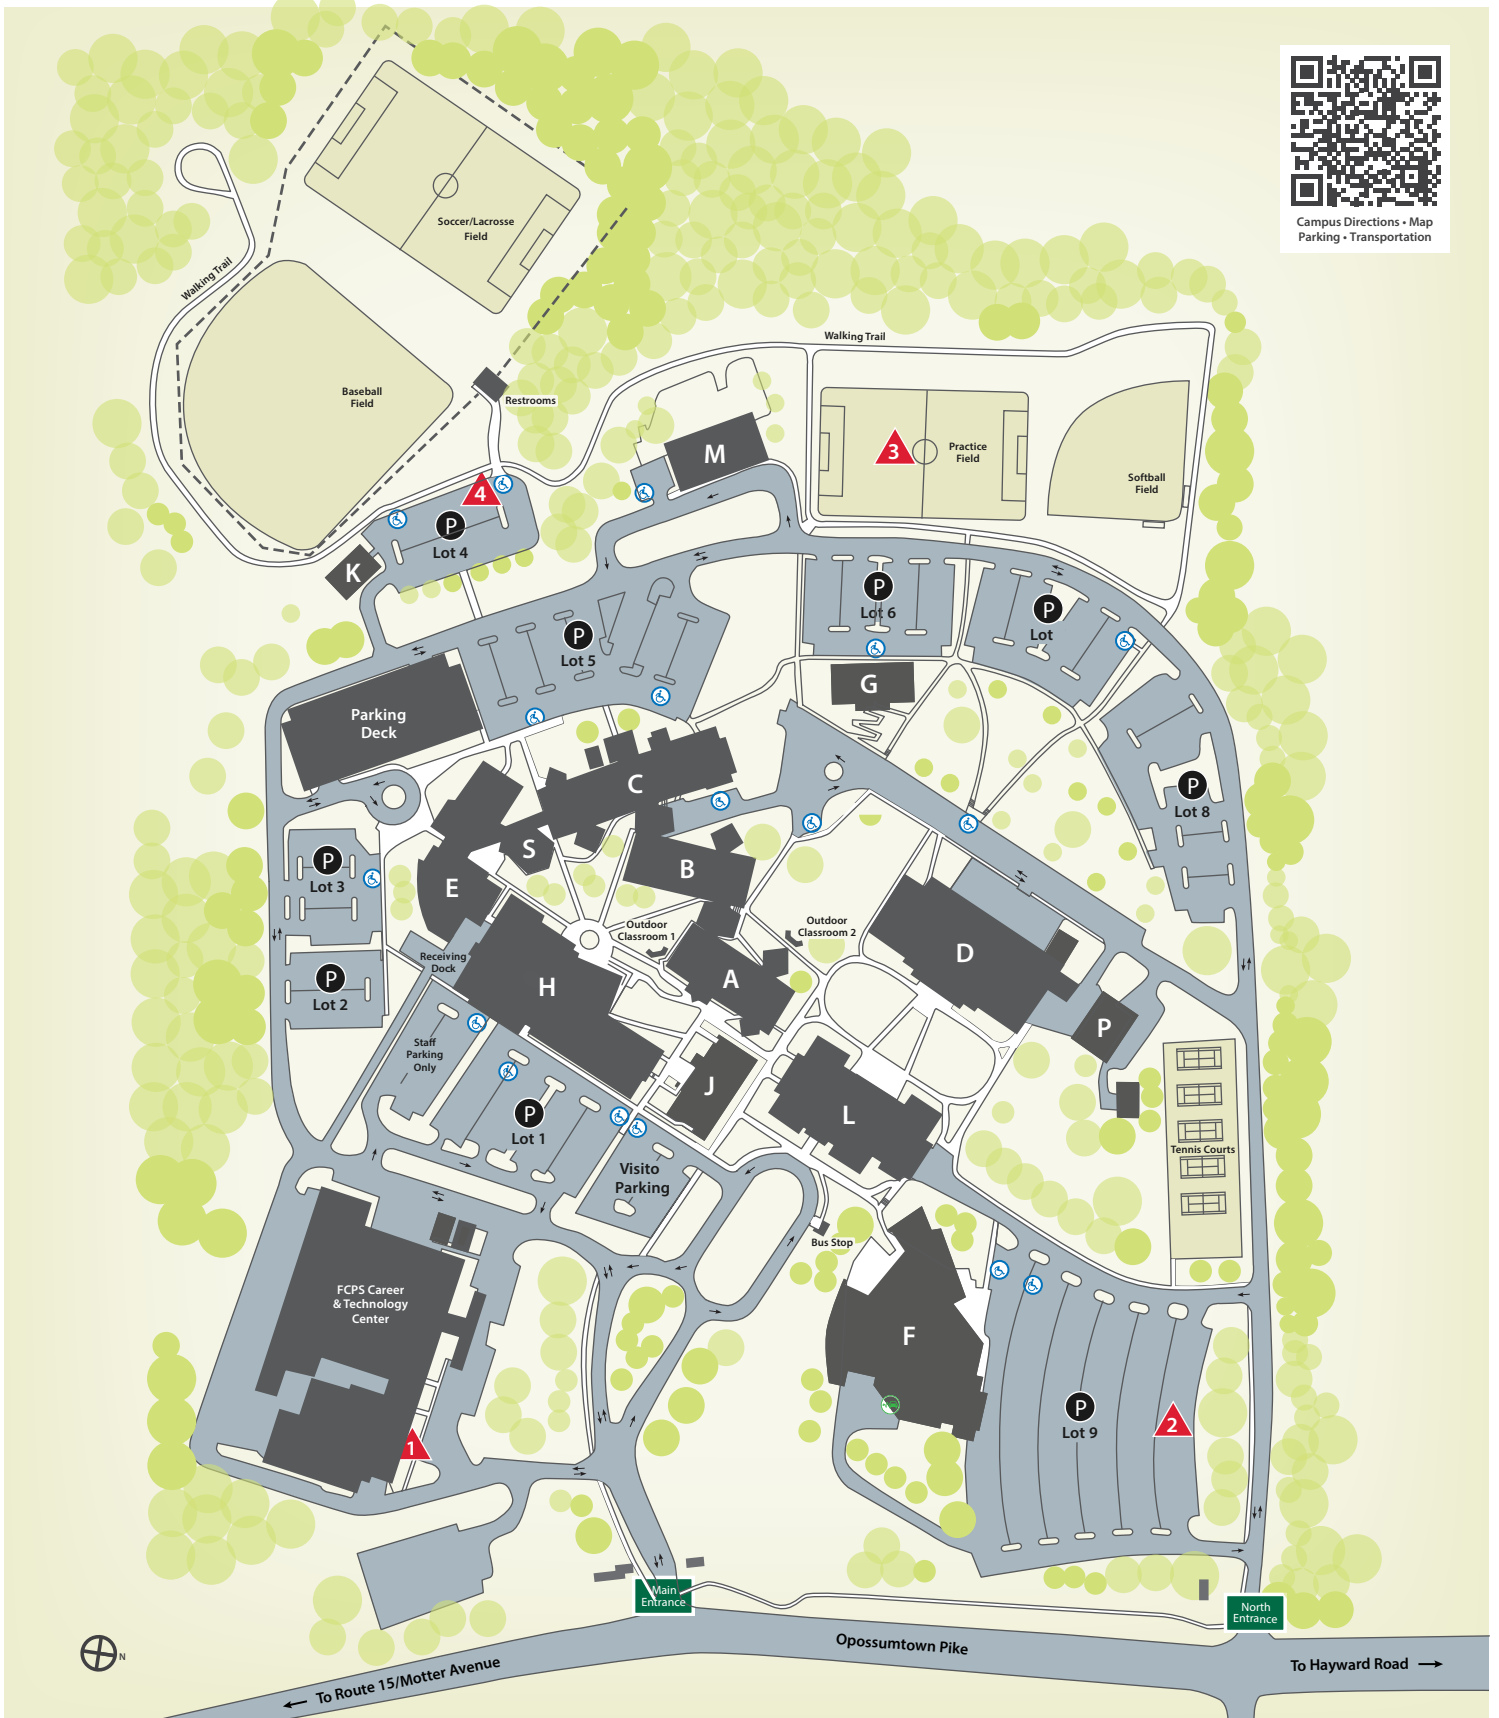 Campus Directions • Map
Parking • Transportation
Soccer/Lacrosse
Field
Walking Trail
Walking Trail
Baseball
Field
Restrooms
M
3
Practice
Field
Softball
Field
4
P
Lot 4
K
P
Lot 5
P
Lot 6
P
Lot
G
Parking
Deck
C
P
Lot 8
S
B
P
Lot 3
E
Outdoor
Classroom 1
Outdoor
Classroom 2
Receiving
Dock
D
A
H
P
Lot 2
P
Staff
Parking
Only
J
L
P
Lot 1
Tennis Courts
Visito
Parking
Bus Stop
FCPS Career
& Technology
Center
F
P
Lot 9
2
1
Main
Entrance
North
Entrance
Opossumtown Pike
N
To Route 15/Motter Avenue
To Hayward Road